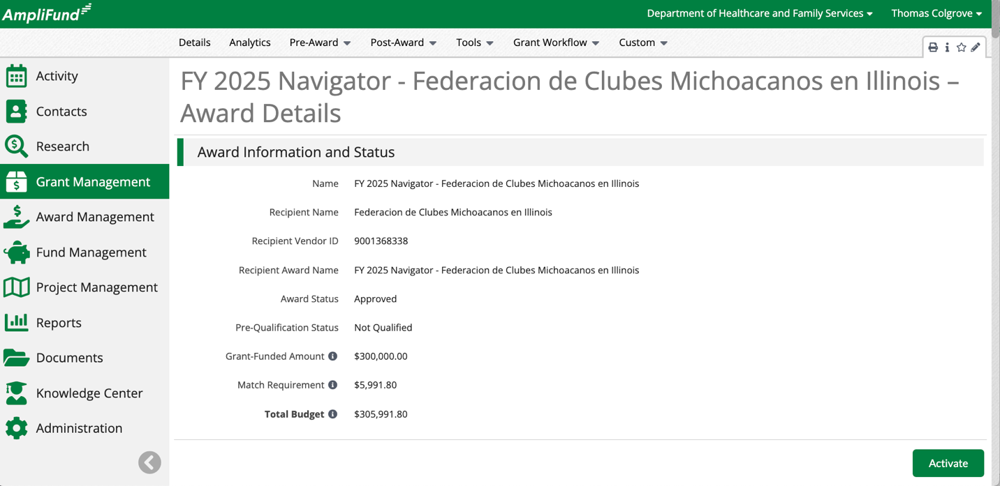 AmpliFund
Department of Healthcare and Family Services
Thomas Colgrove
Details
Analytics
Pre-Award
Post-Award
Tools
Grant Workflow
Custom
Activity
Contacts
Research
Grant Management
Award Management
Fund Management
Project Management
Reports
Documents
Knowledge Center
Administration
FY 2025 Navigator - Federacion de Clubes Michoacanos en Illinois –
Award Details
Award Information and Status
Name FY 2025 Navigator - Federacion de Clubes Michoacanos en Illinois
Recipient Name Federacion de Clubes Michoacanos en Illinois
Recipient Vendor ID 9001368338
Recipient Award Name FY 2025 Navigator - Federacion de Clubes Michoacanos en Illinois
Award Status Approved
Pre-Qualification Status Not Qualified
Grant-Funded Amount $300,000.00
Match Requirement $5,991.80
Total Budget $305,991.80
Activate